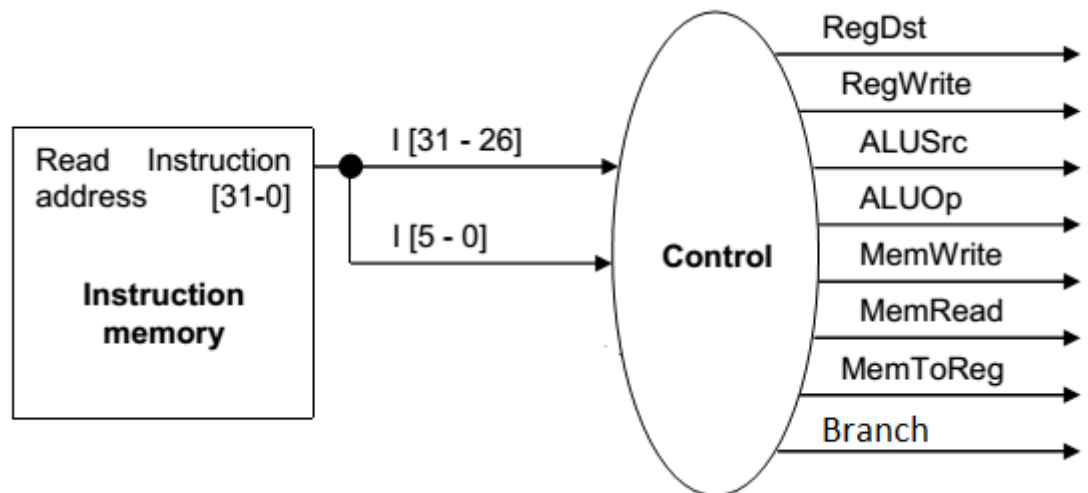 Read Instruction
address [31-0]
Instruction
memory
I [31 - 26]
I [5 - 0]
Control
RegDst
RegWrite
ALUSrc
ALUOp
MemWrite
MemRead
MemToReg
Branch